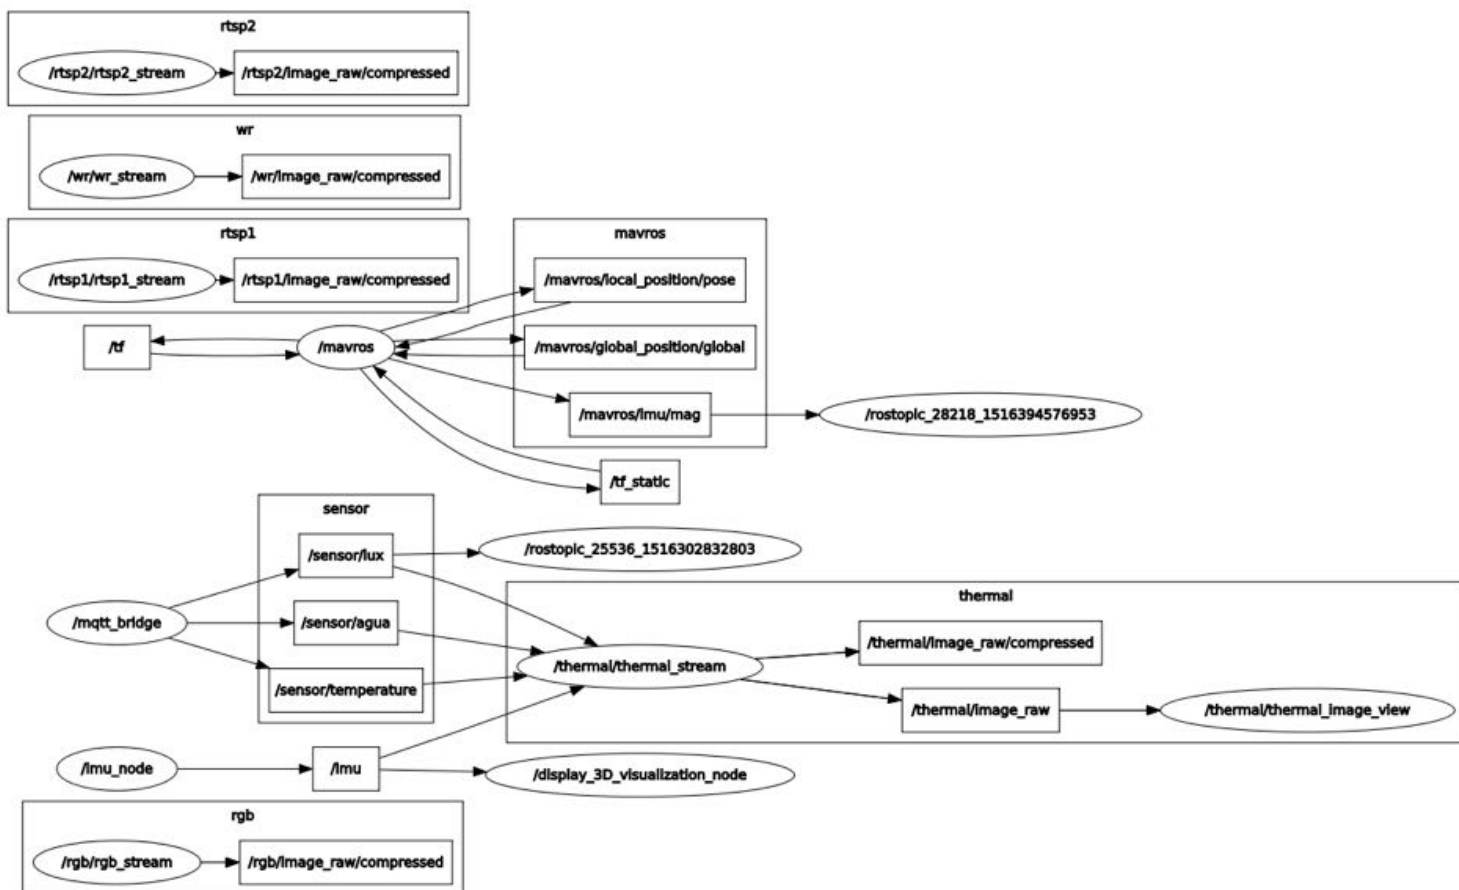 rtsp2
/rtsp2/rtsp2_stream
/rtsp2/image_raw/compressed
wr
/wr/wr_stream
/wr/image_raw/compressed
rtsp1
/rtsp1/rtsp1_stream
/rtsp1/image_raw/compressed
mavros
/mavros/local_position/pose
/tf
/mavros
/mavros/global_position/global
/mavros/imu/mag
/rostopic_28218_1516394576953
/tf_static
sensor
/sensor/lux
/rostopic_25536_1516302832803
/mqtt_bridge
/sensor/agua
/sensor/temperature
thermal
/thermal/thermal_stream
/thermal/image_raw/compressed
/thermal/image_raw
/thermal/thermal_image_view
/imu_node
/imu
/display_3D_visualization_node
rgb
/rgb/rgb_stream
/rgb/image_raw/compressed